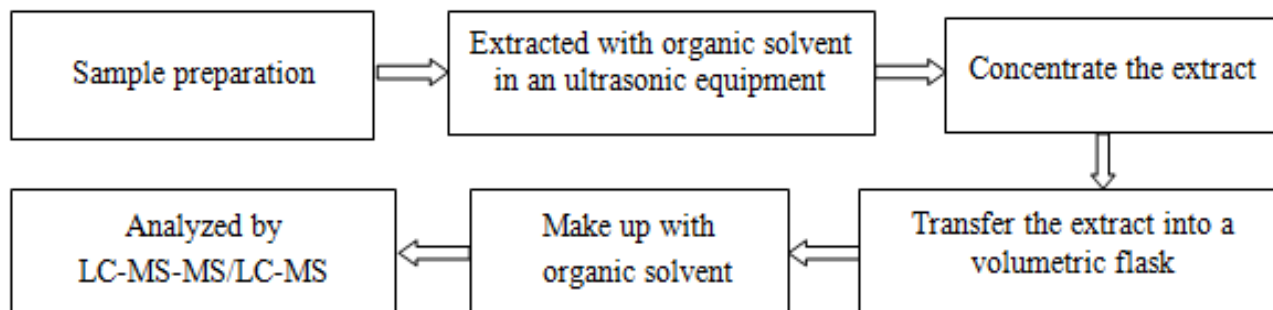 Sample preparation
Extracted with organic solvent
in an ultrasonic equipment
Concentrate the extract
Transfer the extract into a
volumetric flask
Make up with
organic solvent
Analyzed by
LC-MS-MS/LC-MS